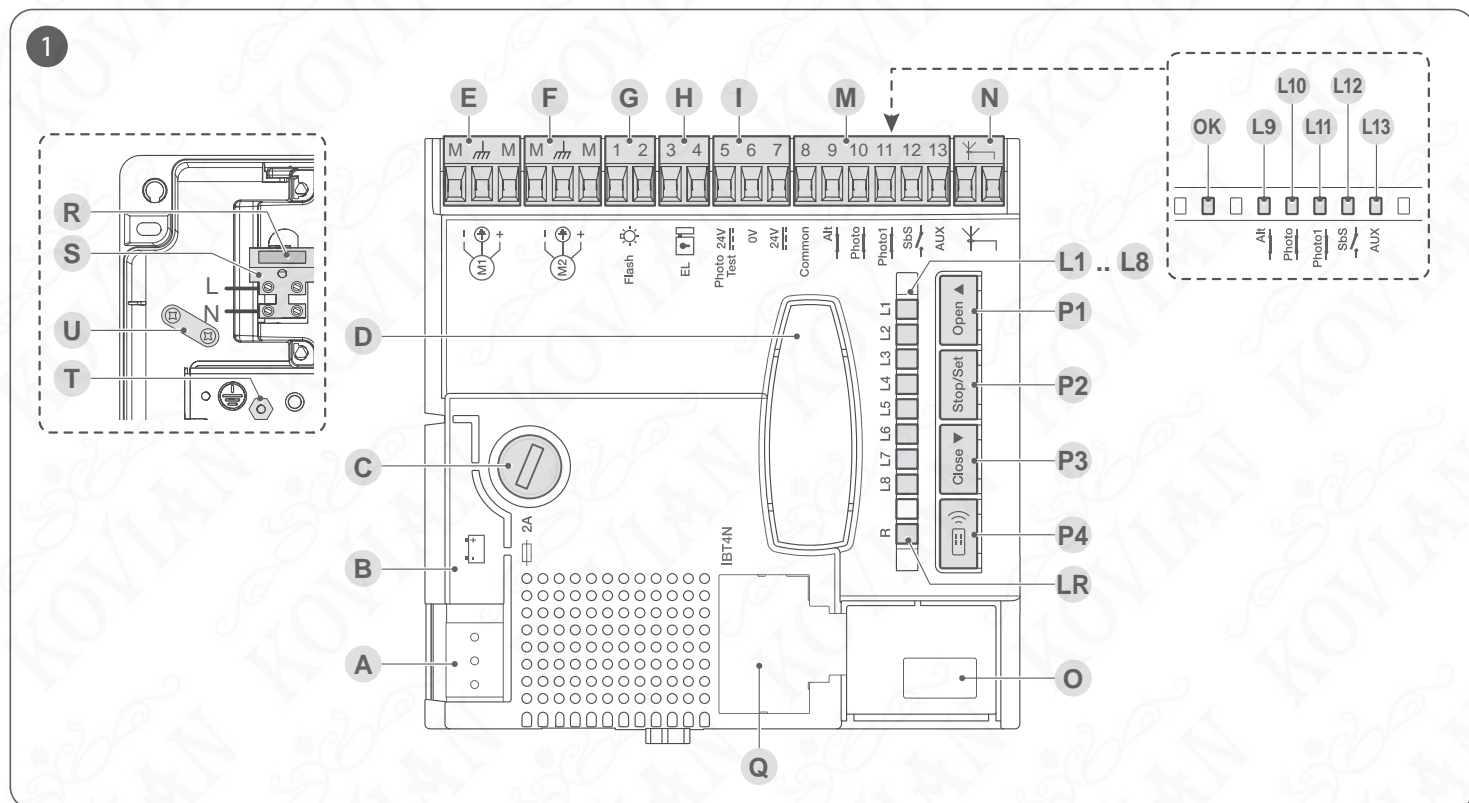 1
E F G H I M N
L10 L12
OK L9 L11 L13
M M M M 1 2 3 4 5 6 7 8 9 10 11 12 13
- + M1
- + M2
Flash
EL
Photo 24V
Test
0V
24V
Common
Alt
Photo
Photo1
SbS
AUX
Alt
Photo
Photo1
SbS
AUX
R
S
L
N
U
T
D
C
B
A
2A
IBT4N
L1
L2
L3
L4
L5
L6
L7
L8
R
Open ▲
Stop/Set
Close ▼
L1 .. L8
P1
P2
P3
P4
LR
O
Q
KOVIAN